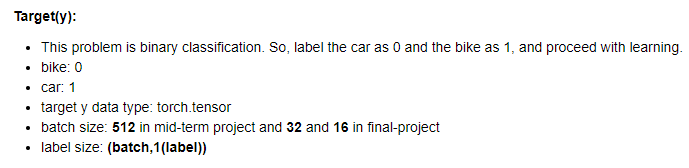 Target(y):
• This problem is binary classification. So, label the car as 0 and the bike as 1, and proceed with learning.
• bike: 0
• car: 1
• target y data type: torch.tensor
• batch size: 512 in mid-term project and 32 and 16 in final-project
• label size: (batch,1(label))